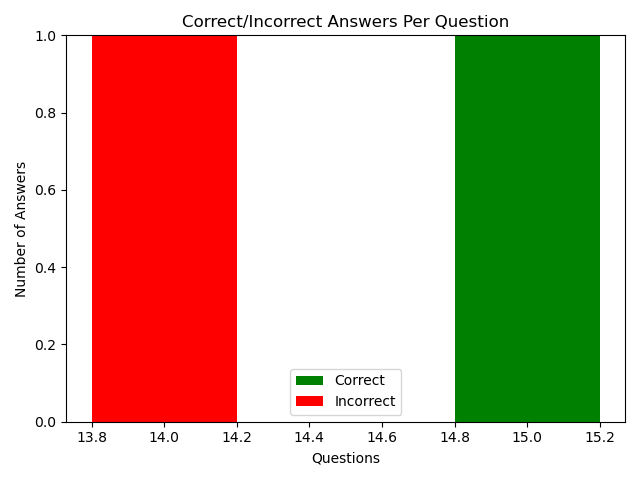 Correct/Incorrect Answers Per Question
1.0
0.8
0.6
0.4
0.2
0.0
Number of Answers
Correct
Incorrect
13.8 14.0 14.2 14.4 14.6 14.8 15.0 15.2
Questions